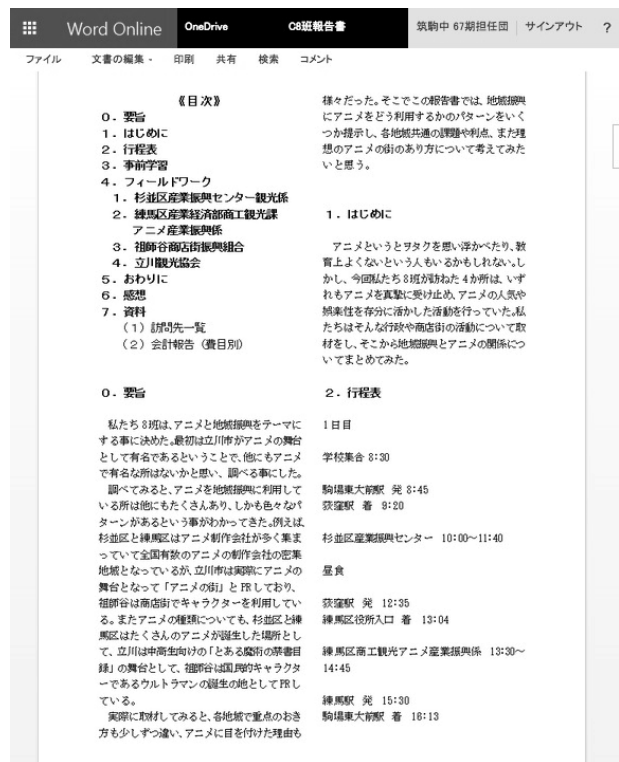 Word Online
OneDrive
C8班報告書
筑駒中 67期担任団
サインアウト
?
ファイル
文書の編集
印刷
共有
検索
コメント
《目次》
0. 要旨
1. はじめに
2. 行程表
3. 事前学習
4. フィールドワーク
1. 杉並区産業振興センター観光係
2. 練馬区産業経済部商工観光課
アニメ産業振興係
3. 祖師谷商店街振興組合
4. 立川観光協会
5. おわりに
6. 感想
7. 資料
(1) 訪問先一覧
(2) 会計報告 (費目別)
0. 要旨
私たち 8班は、アニメと地域振興をテーマに
する事に決めた。最初は立川市がアニメの舞台
として有名であるということで、他にもアニメ
で有名な所はないかと思い、調べる事にした。
調べてみると、アニメを地域振興に利用して
いる所は他にもたくさんあり、しかも色々なパ
ターンがあるという事がわかってきた。例えば、
杉並区と練馬区はアニメ制作会社が多く集ま
っていて全国有数のアニメの制作会社の密集
地域となっているが、立川市は実際にアニメの
舞台となって「アニメの街」と PR しており、
祖師谷は商店街でキャラクターを利用してい
る。またアニメの種類についても、杉並区と練
馬区はたくさんのアニメが誕生した場所とし
て、立川は中高生向けの「とある魔術の禁書目
録」の舞台として、祖師谷は国民的キャラクタ
ーであるウルトラマンの誕生の地として PR し
ている。
実際に取材してみると、各地域で重点のおき
方も少しずつ違い、アニメに目を付けた理由も
様々だった。そこでこの報告書では、地域振興
にアニメをどう利用するかのパターンをいく
つか提示し、各地域共通の課題や利点、また理
想のアニメの街のあり方について考えてみた
いと思う。
1. はじめに
アニメというとヲタクを思い浮かべたり、教
育上よくないという人もいるかもしれない。し
かし、今回私たち 8班が訪ねた 4か所は、いず
れもアニメを真摯に受け止め、アニメの人気や
娯楽性を存分に活かした活動を行っていた。私
たちはそんな行政や商店街の活動について取
材をし、そこから地域振興とアニメの関係につ
いてまとめてみた。
2. 行程表
1日目
学校集合 8:30
駒場東大前駅 発 8:45
荻窪駅 着 9:20
杉並区産業振興センター 10:00~11:40
昼食
荻窪駅 発 12:35
練馬区役所入口 着 13:04
練馬区商工観光アニメ産業振興係 13:30~
14:45
練馬駅 発 15:30
駒場東大前駅 着 16:13